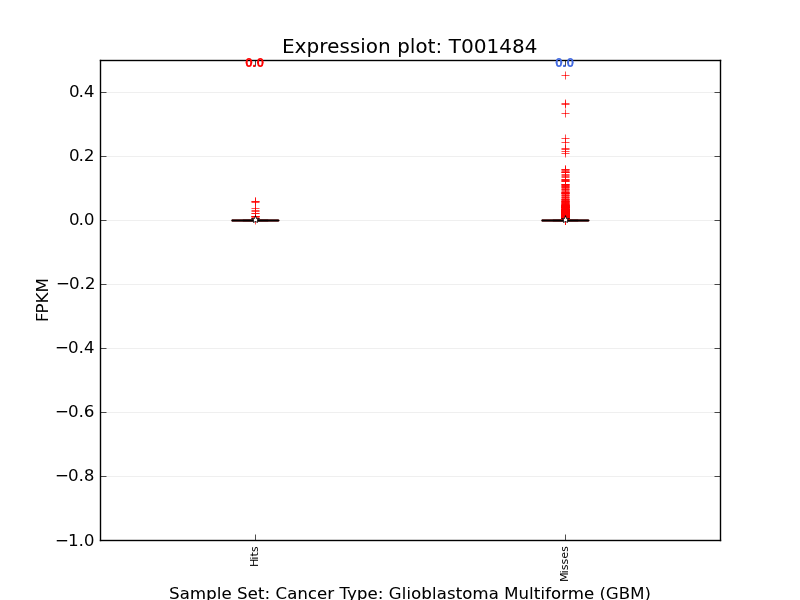 Expression plot: T001484
0.0 0.0
0.4
0.2
0.0
−0.2
−0.4
−0.6
−0.8
−1.0
FPKM
Hits
Misses
Sample Set: Cancer Type: Glioblastoma Multiforme (GBM)